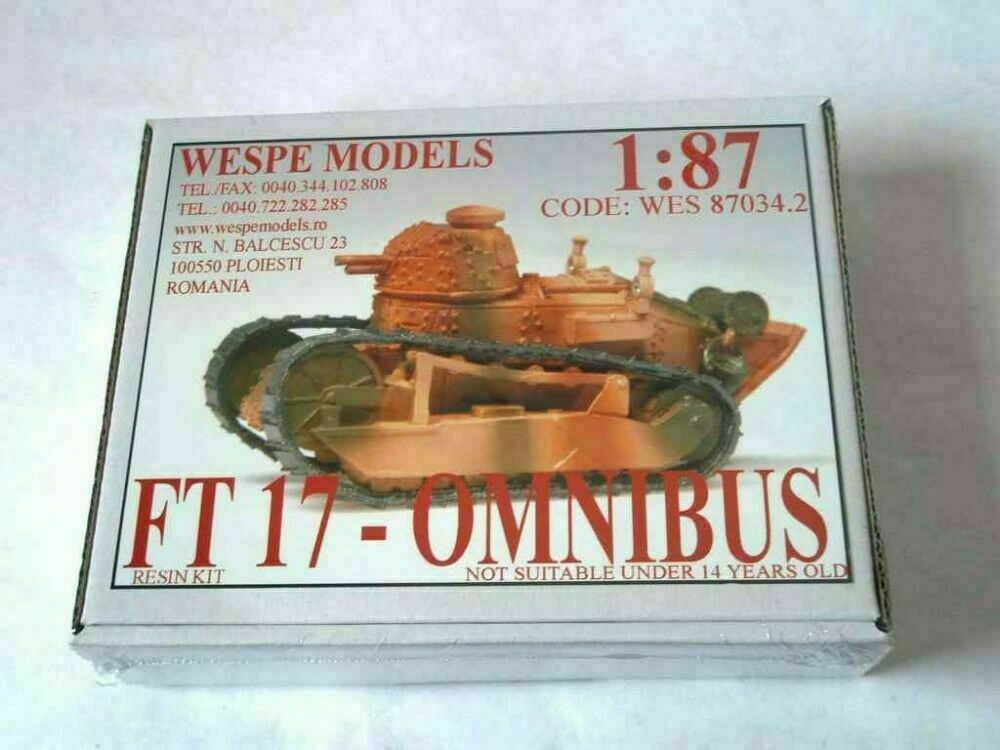 WESPE MODELS
TEL./FAX: 0040.344.102.808
TEL.: 0040.722.282.285
www.wespemodels.ro
STR. N. BALCESCU 23
100550 PLOIESTI
ROMANIA
1:87
CODE: WES 87034.2
FT 17 - OMNIBUS
RESIN KIT
NOT SUITABLE UNDER 14 YEARS OLD